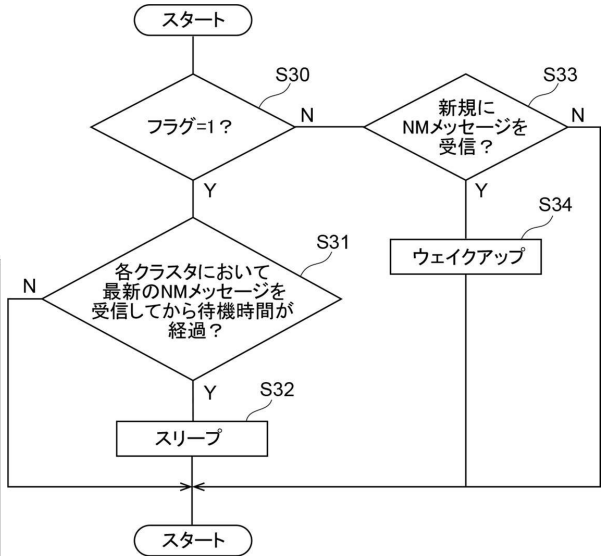 スタート
S30
フラグ=1?
N
Y
S33
新規に
NMメッセージを
受信?
N
Y
S34
ウェイクアップ
S31
各クラスタにおいて
最新のNMメッセージを
受信してから待機時間が
経過?
N
Y
S32
スリープ
スタート